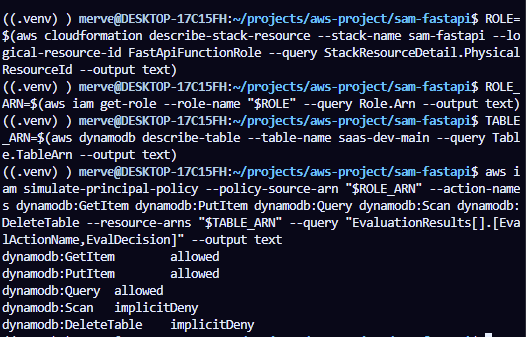 ((.venv) ) merve@DESKTOP-17C15FH:~/projects/aws-project/sam-fastapi$ ROLE=
$(aws cloudformation describe-stack-resource --stack-name sam-fastapi --lo
gical-resource-id FastApiFunctionRole --query StackResourceDetail.Physical
ResourceId --output text)
((.venv) ) merve@DESKTOP-17C15FH:~/projects/aws-project/sam-fastapi$ ROLE_
ARN=$(aws iam get-role --role-name "$ROLE" --query Role.Arn --output text)
((.venv) ) merve@DESKTOP-17C15FH:~/projects/aws-project/sam-fastapi$ TABLE
_ARN=$(aws dynamodb describe-table --table-name saas-dev-main --query Tabl
e.TableArn --output text)
((.venv) ) merve@DESKTOP-17C15FH:~/projects/aws-project/sam-fastapi$ aws i
am simulate-principal-policy --policy-source-arn "$ROLE_ARN" --action-name
s dynamodb:GetItem dynamodb:PutItem dynamodb:Query dynamodb:Scan dynamodb:
DeleteTable --resource-arns "$TABLE_ARN" --query "EvaluationResults[].[Eva
lActionName,EvalDecision]" --output text
dynamodb:GetItem        allowed
dynamodb:PutItem        allowed
dynamodb:Query  allowed
dynamodb:Scan   implicitDeny
dynamodb:DeleteTable    implicitDeny